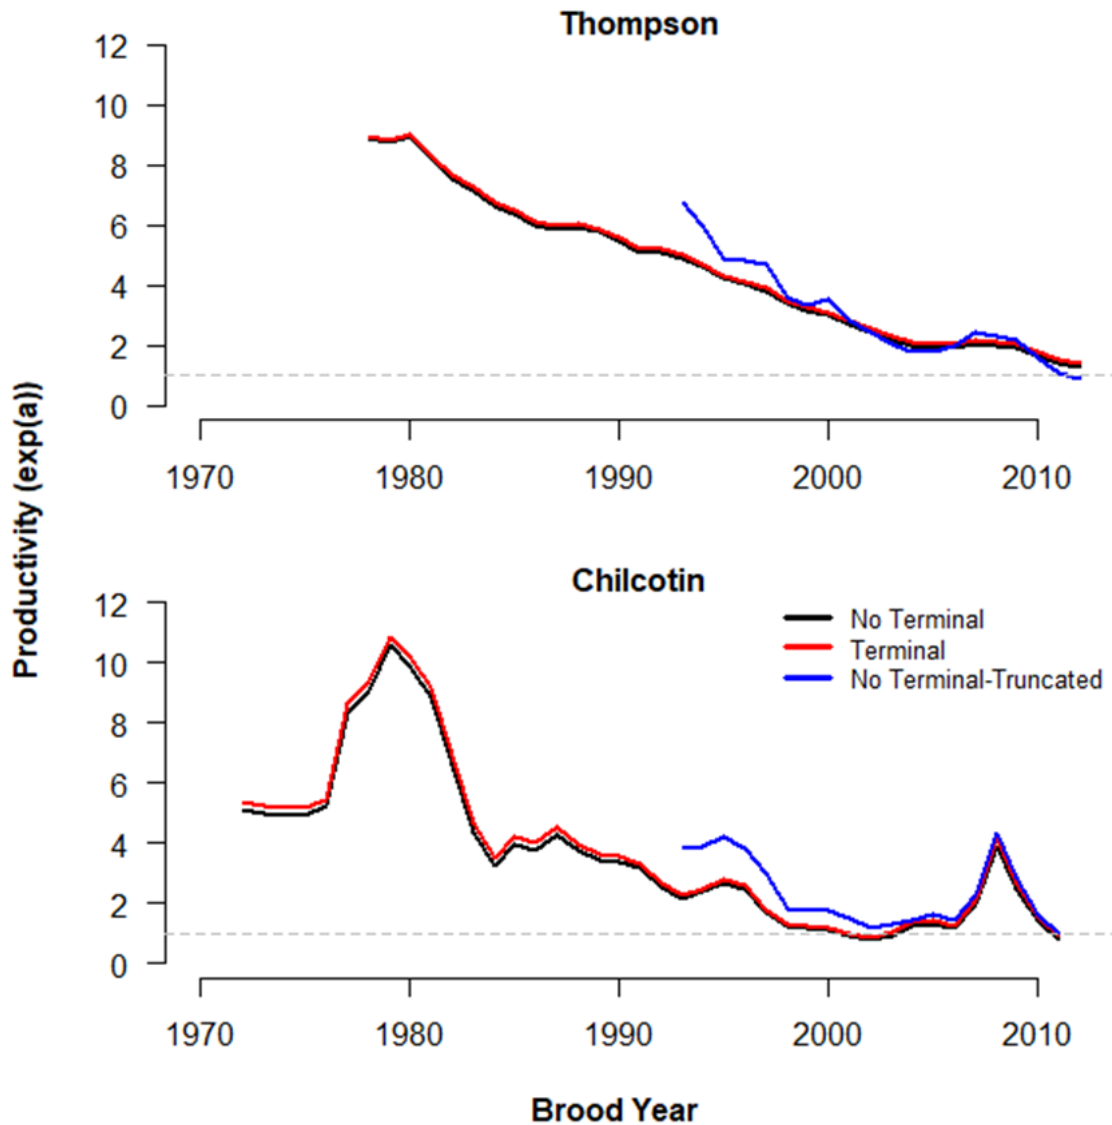 Thompson
12
10
8
6
4
2
0
1970 1980 1990 2000 2010
Productivity (exp(a))
Chilcotin
12
10
8
6
4
2
0
No Terminal
Terminal
No Terminal-Truncated
1970 1980 1990 2000 2010
Brood Year